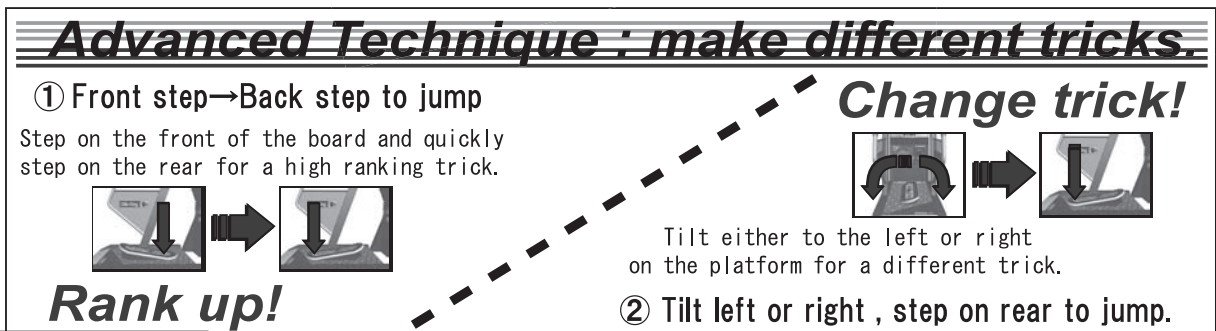 Advanced Technique : make different tricks.
① Front step→Back step to jump
Step on the front of the board and quickly
step on the rear for a high ranking trick.
Rank up!
Change trick!
Tilt either to the left or right
on the platform for a different trick.
② Tilt left or right , step on rear to jump.